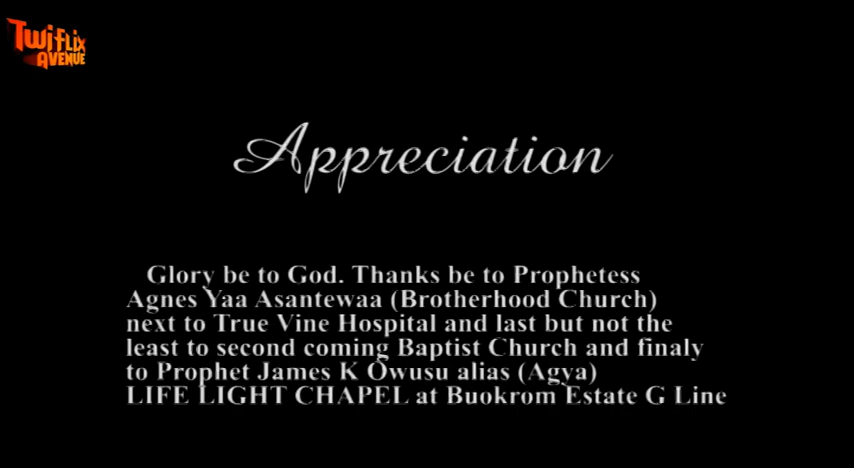 TWIFLIX
AVENUE
Appreciation
Glory be to God. Thanks be to Prophetess
Agnes Yaa Asantewaa (Brotherhood Church)
next to True Vine Hospital and last but not the
least to second coming Baptist Church and finaly
to Prophet James K Owusu alias (Agya)
LIFE LIGHT CHAPEL at Buokrom Estate G Line